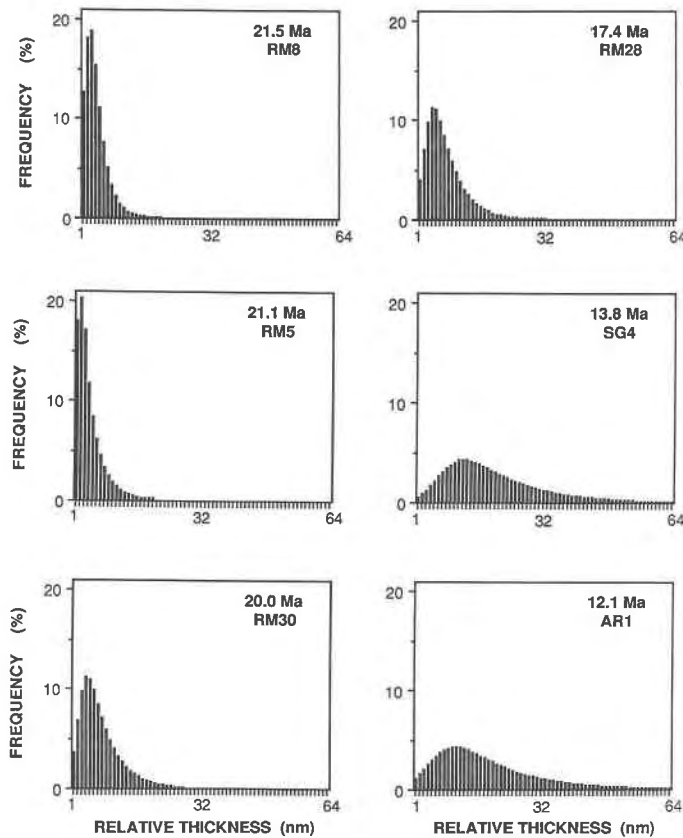 FREQUENCY (%)
20
10
0
1 32 64
21.5 Ma
RM8
20
10
0
1 32 64
17.4 Ma
RM28
FREQUENCY (%)
20
10
0
1 32 64
21.1 Ma
RM5
20
10
0
1 32 64
13.8 Ma
SG4
FREQUENCY (%)
20
10
0
1 32 64
20.0 Ma
RM30
RELATIVE THICKNESS (nm)
20
10
0
1 32 64
12.1 Ma
AR1
RELATIVE THICKNESS (nm)